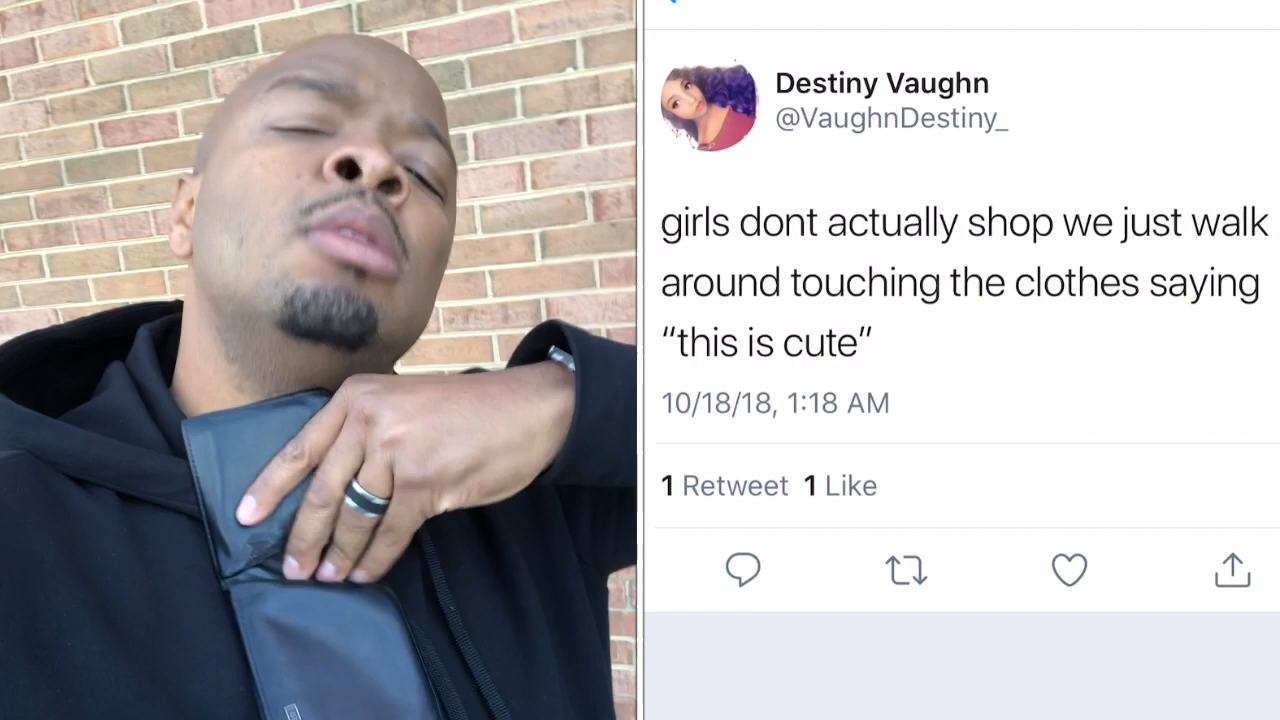 Destiny Vaughn
@VaughnDestiny_
girls dont actually shop we just walk
around touching the clothes saying
“this is cute”
10/18/18, 1:18 AM
1 Retweet 1 Like